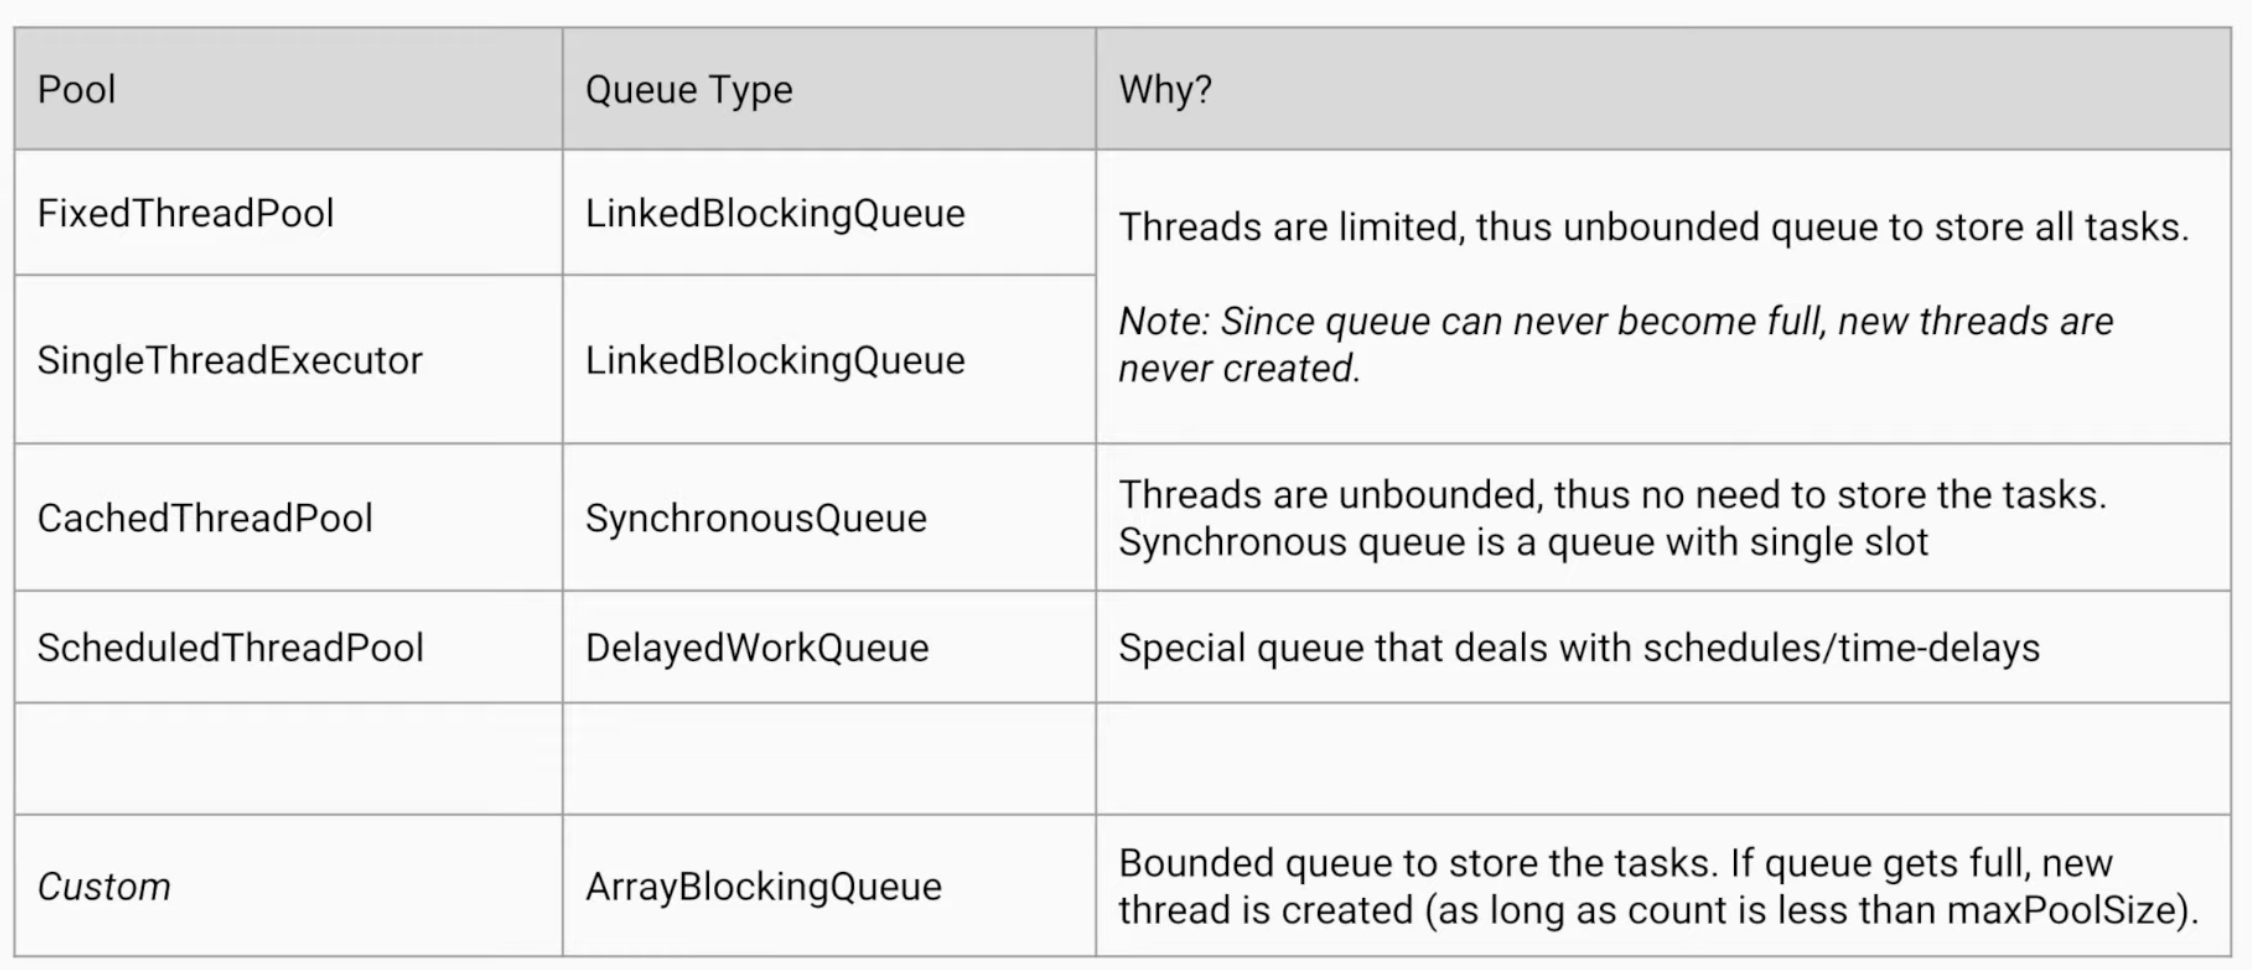 Pool
Queue Type
Why?
FixedThreadPool
LinkedBlockingQueue
Threads are limited, thus unbounded queue to store all tasks.
Note: Since queue can never become full, new threads are
never created.
SingleThreadExecutor
LinkedBlockingQueue
CachedThreadPool
SynchronousQueue
Threads are unbounded, thus no need to store the tasks.
Synchronous queue is a queue with single slot
ScheduledThreadPool
DelayedWorkQueue
Special queue that deals with schedules/time-delays
Custom
ArrayBlockingQueue
Bounded queue to store the tasks. If queue gets full, new
thread is created (as long as count is less than maxPoolSize).